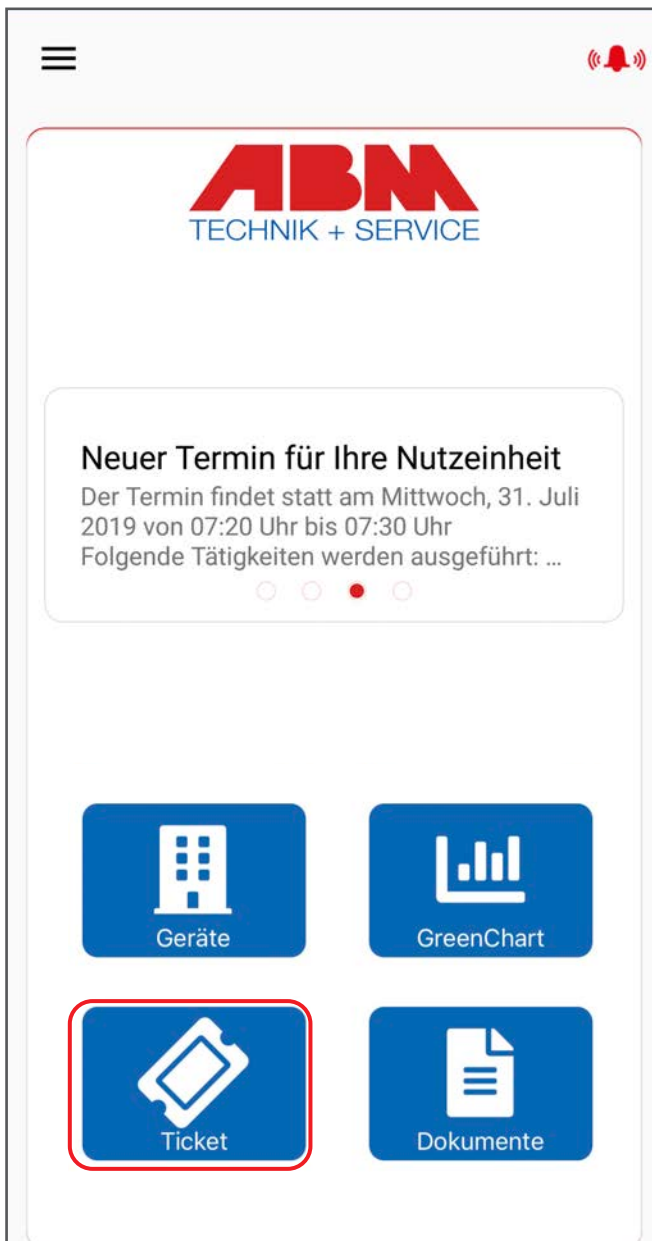 ABM
TECHNIK + SERVICE
Neuer Termin für Ihre Nutzeinheit
Der Termin findet statt am Mittwoch, 31. Juli
2019 von 07:20 Uhr bis 07:30 Uhr
Folgende Tätigkeiten werden ausgeführt: ...
Geräte
GreenChart
Ticket
Dokumente